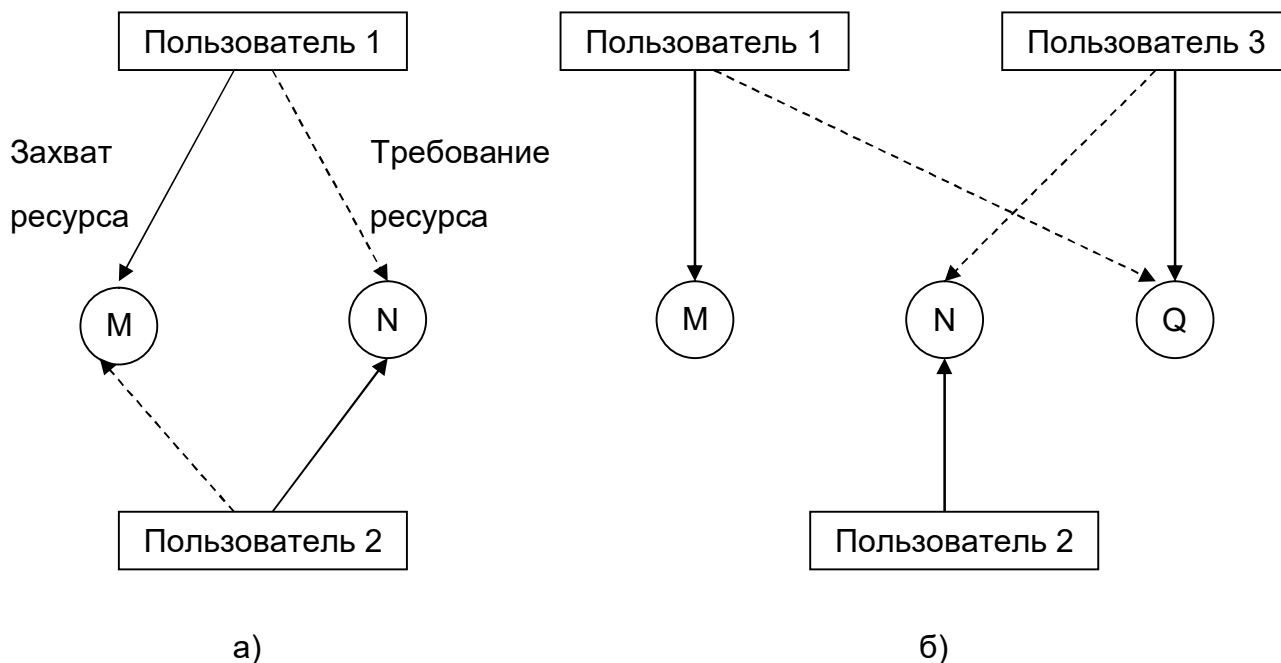 Пользователь 1
Пользователь 1
Пользователь 3
Захват
ресурса
Требование
ресурса
M
N
M
N
Q
Пользователь 2
Пользователь 2
а)
б)